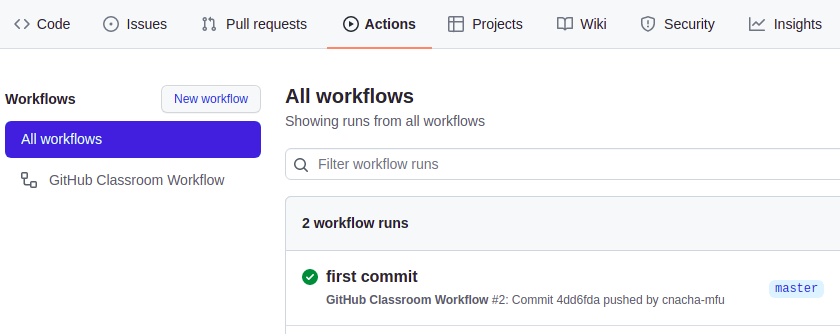 Code Issues Pull requests Actions Projects Wiki Security Insights
Workflows New workflow
All workflows
GitHub Classroom Workflow
All workflows
Showing runs from all workflows
Filter workflow runs
2 workflow runs
first commit
GitHub Classroom Workflow #2: Commit 4dd6fda pushed by cnacha-mfu
master